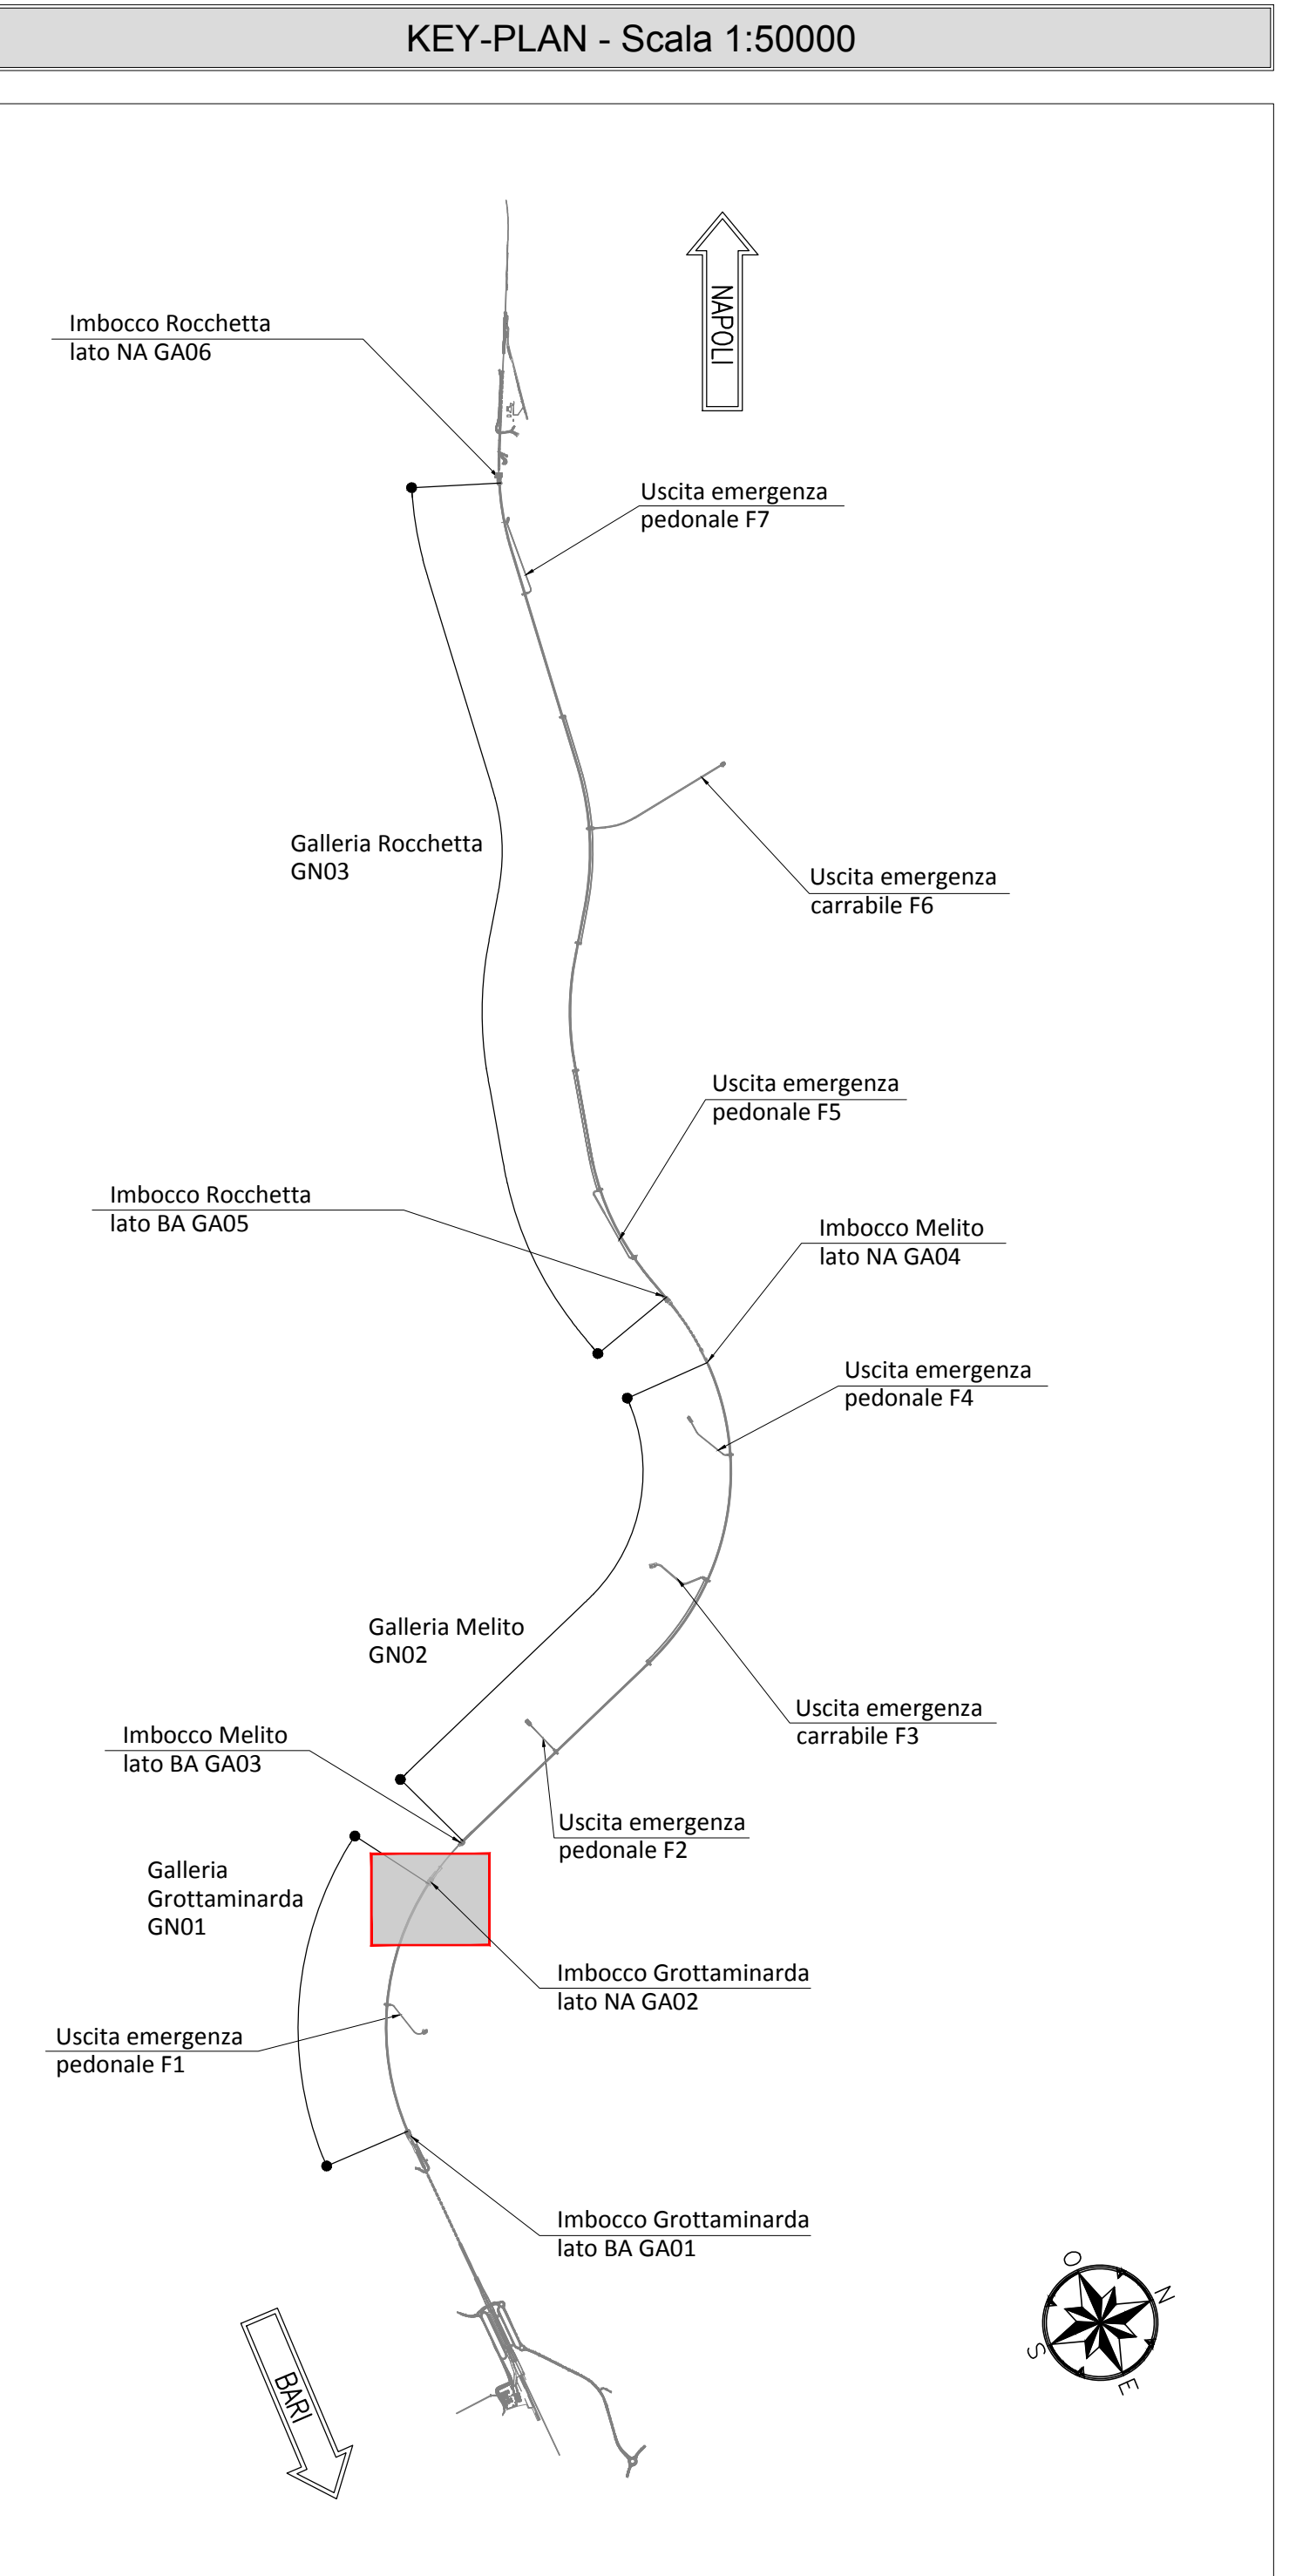 KEY-PLAN - Scala 1:50000
NAPOLI
Imbocco Rocchetta
lato NA GA06
Uscita emergenza
pedonale F7
Galleria Rocchetta
GN03
Uscita emergenza
carrabile F6
Uscita emergenza
pedonale F5
Imbocco Rocchetta
lato BA GA05
Imbocco Melito
lato NA GA04
Uscita emergenza
pedonale F4
Galleria Melito
GN02
Uscita emergenza
carrabile F3
Imbocco Melito
lato BA GA03
Uscita emergenza
pedonale F2
Galleria
Grottaminarda
GN01
Imbocco Grottaminarda
lato NA GA02
Uscita emergenza
pedonale F1
Imbocco Grottaminarda
lato BA GA01
O
N
S
E
BARI